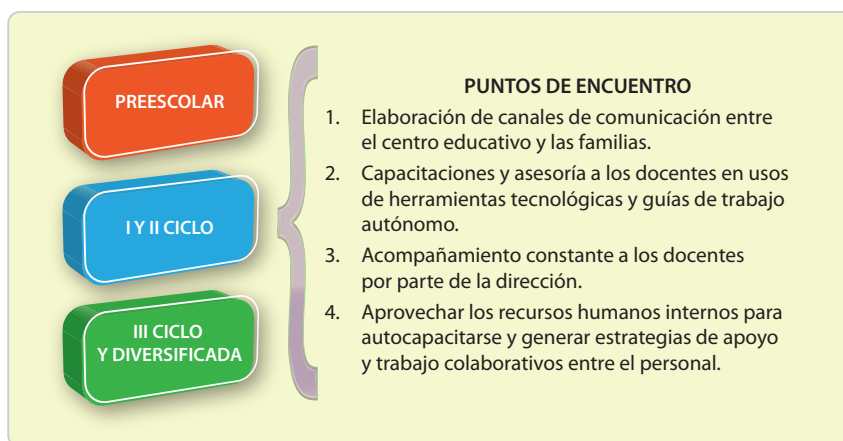 PREESCOLAR
I Y II CICLO
III CICLO
Y DIVERSIFICADA
PUNTOS DE ENCUENTRO
1. Elaboración de canales de comunicación entre
el centro educativo y las familias.
2. Capacitaciones y asesoría a los docentes en usos
de herramientas tecnológicas y guías de trabajo
autónomo.
3. Acompañamiento constante a los docentes
por parte de la dirección.
4. Aprovechar los recursos humanos internos para
autocapacitarse y generar estrategias de apoyo
y trabajo colaborativos entre el personal.